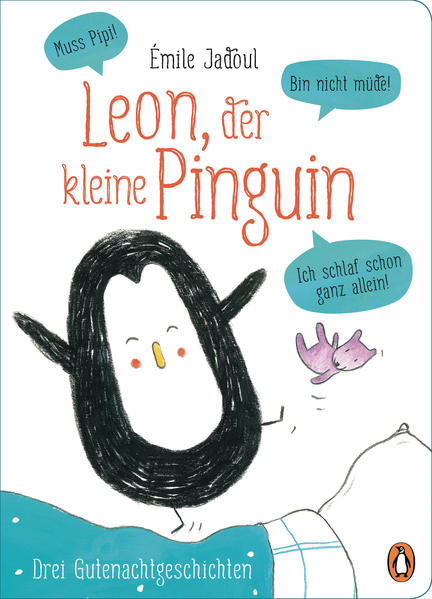 Muss Pipi!
Émile Jadoul
Bin nicht müde!
Leon, der
kleine Pinguin
Ich schlaf schon
ganz allein!
Drei Gutenachtgeschichten